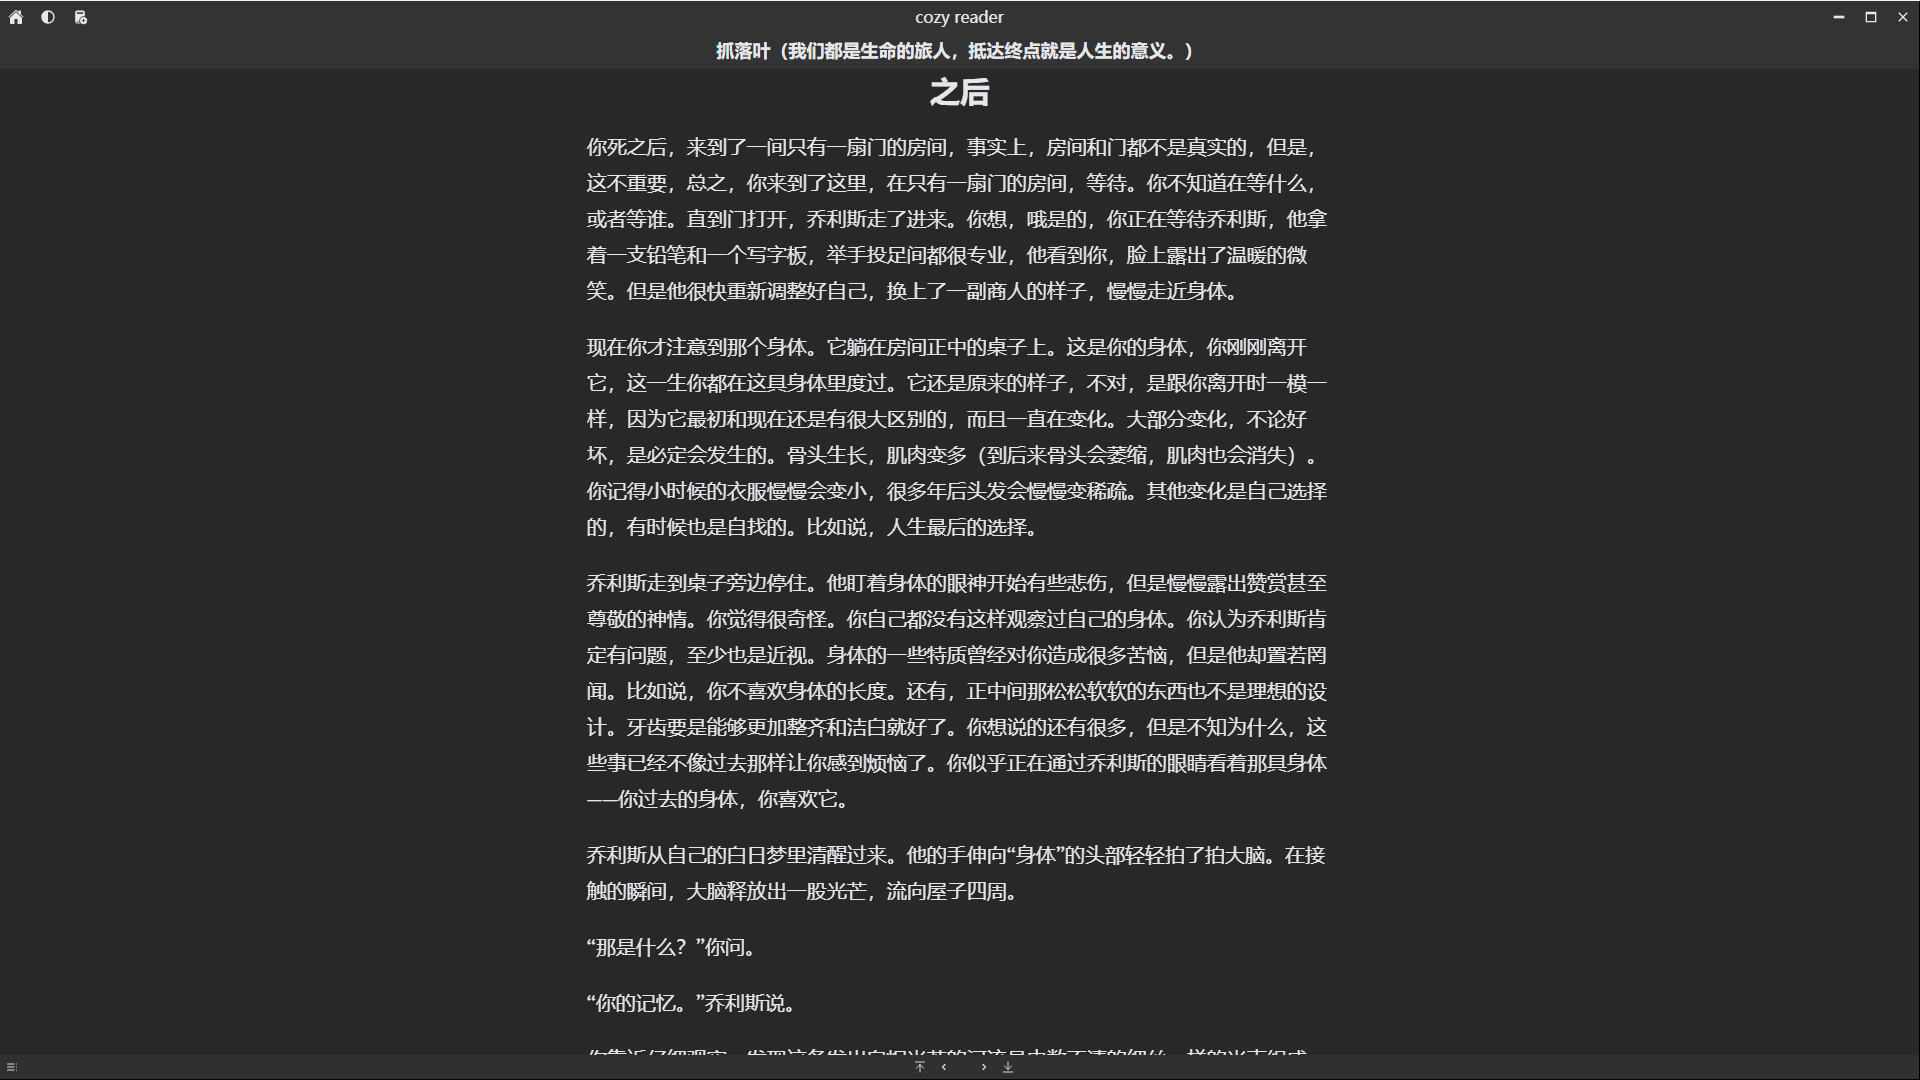 cozy reader
抓落叶（我们都是生命的旅人，抵达终点就是人生的意义。）
之后
你死之后，来到了一间只有一扇门的房间，事实上，房间和门都不是真实的，但是，
这不重要，总之，你来到了这里，在只有一扇门的房间，等待。你不知道在等什么，
或者等谁。直到门打开，乔利斯走了进来。你想，哦是的，你正在等待乔利斯，他拿
着一支铅笔和一个写字板，举手投足间都很专业，他看到你，脸上露出了温暖的微
笑。但是他很快重新调整好自己，换上了一副商人的样子，慢慢走近身体。
现在你才注意到那个身体。它躺在房间正中的桌子上。这是你的身体，你刚刚离开
它，这一生你都在这具身体里度过。它还是原来的样子，不对，是跟你离开时一模一
样，因为它最初和现在还是有很大区别的，而且一直在变化。大部分变化，不论好
坏，是必定会发生的。骨头生长，肌肉变多（到后来骨头会萎缩，肌肉也会消失）。
你记得小时候的衣服慢慢会变小，很多年后头发会慢慢变稀疏。其他变化是自己选择
的，有时候也是自找的。比如说，人生最后的选择。
乔利斯走到桌子旁边停住。他盯着身体的眼神开始有些悲伤，但是慢慢露出赞赏甚至
尊敬的神情。你觉得很奇怪。你自己都没有这样观察过自己的身体。你认为乔利斯肯
定有问题，至少也是近视。身体的一些特质曾经对你造成很多苦恼，但是他却置若罔
闻。比如说，你不喜欢身体的长度。还有，正中间那松松软软的东西也不是理想的设
计。牙齿要是能够更加整齐和洁白就好了。你想说的还有很多，但是不知为什么，这
些事已经不像过去那样让你感到烦恼了。你似乎正在通过乔利斯的眼睛看着那具身体
——你过去的身体，你喜欢它。
乔利斯从自己的白日梦里清醒过来。他的手伸向“身体”的头部轻轻拍了拍大脑。在接
触的瞬间，大脑释放出一股光芒，流向屋子四周。
“那是什么？”你问。
“你的记忆。”乔利斯说。